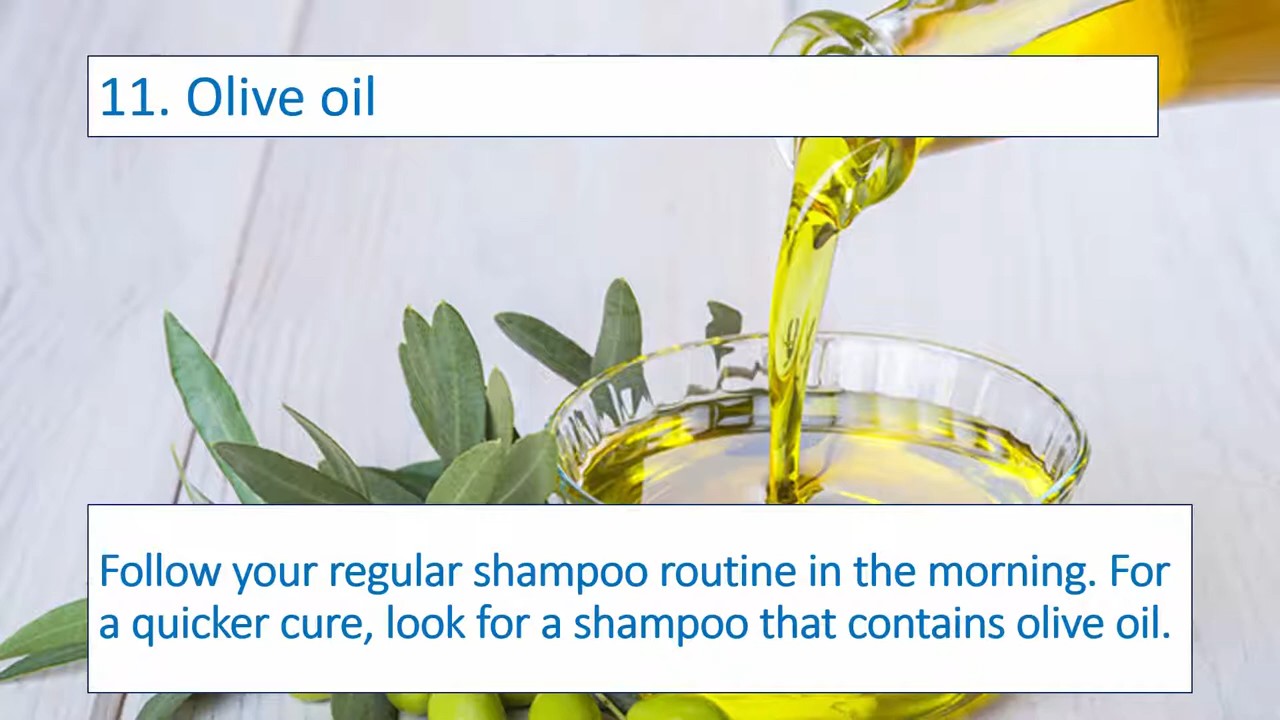 11. Olive oil
Follow your regular shampoo routine in the morning. For
a quicker cure, look for a shampoo that contains olive oil.